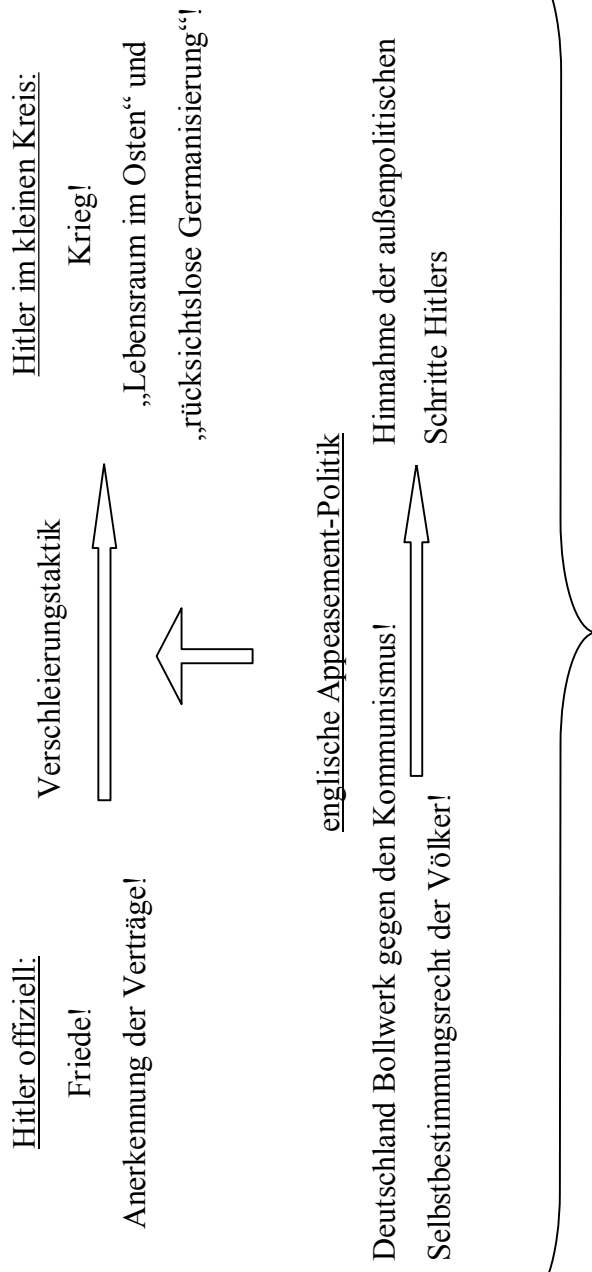 Hitler offiziell:
Friede!
Anerkennung der Verträge!
Verschleierungstaktik
Hitler im kleinen Kreis:
Krieg!
„Lebensraum im Osten“ und
„rücksichtslose Germanisierung“!
englische Appeasement-Politik
Deutschland Bollwerk gegen den Kommunismus!
Selbstbestimmungsrecht der Völker!
Hinnahme der außenpolitischen
Schritte Hitlers